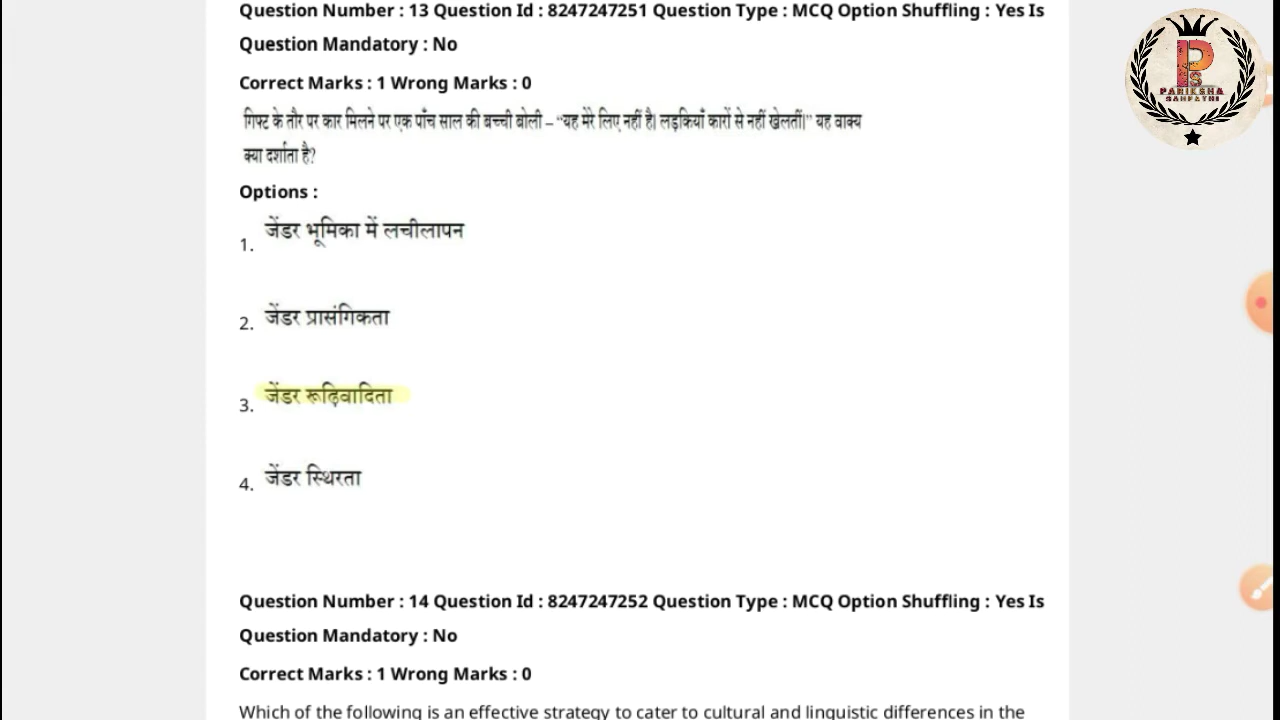 Question Number : 13 Question Id : 8247247251 Question Type : MCQ Option Shuffling : Yes Is
Question Mandatory : No
Correct Marks : 1 Wrong Marks : 0
गिफ्ट के तौर पर कार मिलने पर एक पाँच साल की बच्ची बोली – “यह मेरे लिए नहीं है। लड़कियाँ कारों से नहीं खेलतीं।” यह वाक्य
क्या दर्शाता है?
Options :
1. जेंडर भूमिका में लचीलापन
2. जेंडर प्रासंगिकता
3. जेंडर रूढ़िवादिता
4. जेंडर स्थिरता
Question Number : 14 Question Id : 8247247252 Question Type : MCQ Option Shuffling : Yes Is
Question Mandatory : No
Correct Marks : 1 Wrong Marks : 0
Which of the following is an effective strategy to cater to cultural and linguistic differences in the
PS
PARIKSHA
SAMPATHI